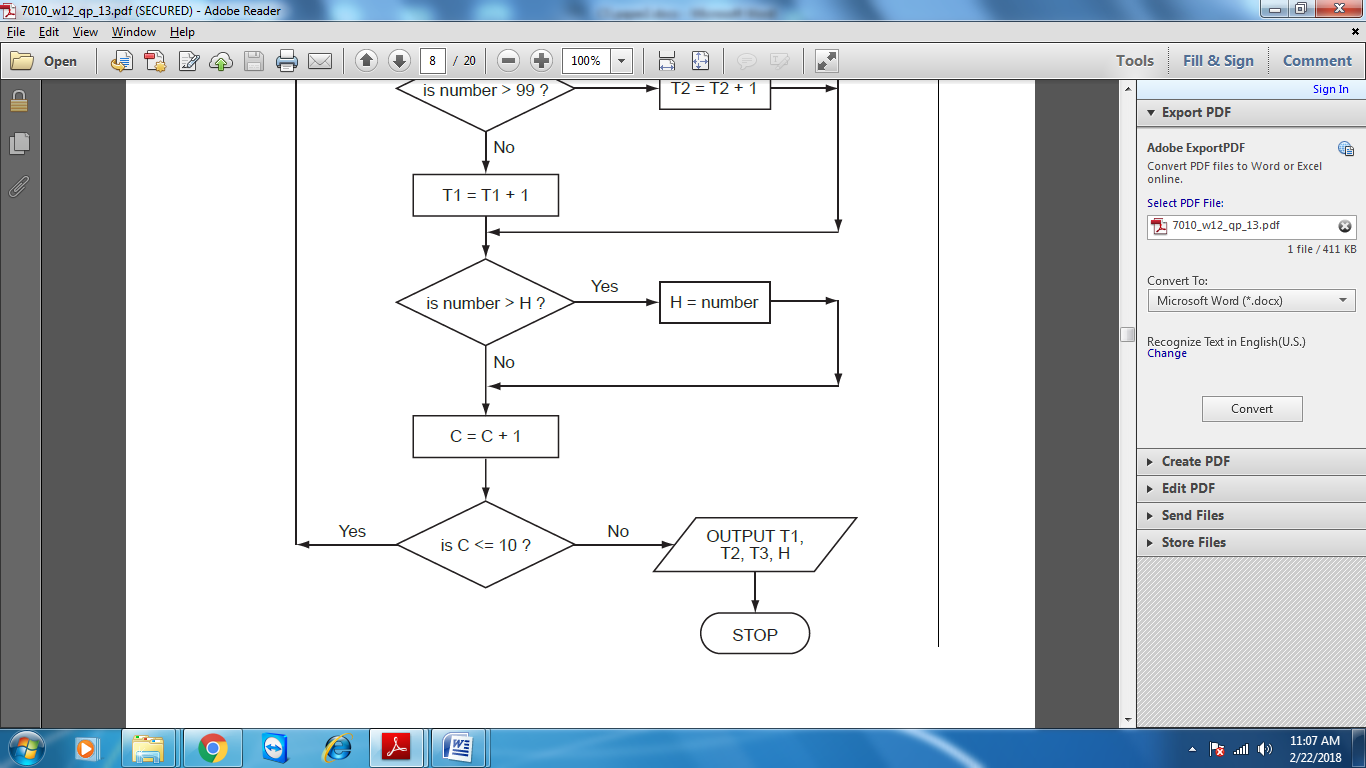 7010_w12_qp_13.pdf (SECURED) - Adobe Reader
File Edit View Window Help
Open
8 / 20
100%
Tools Fill & Sign Comment
Sign In
is number > 99 ?
T2 = T2 + 1
No
T1 = T1 + 1
is number > H ?
Yes
H = number
No
C = C + 1
is C <= 10 ?
Yes
No
OUTPUT T1,
T2, T3, H
STOP
Export PDF
Adobe ExportPDF
Convert PDF files to Word or Excel
online.
Select PDF File:
7010_w12_qp_13.pdf
1 file / 411 KB
Convert To:
Microsoft Word (*.docx)
Recognize Text in English(U.S.)
Change
Convert
Create PDF
Edit PDF
Send Files
Store Files
11:07 AM
2/22/2018